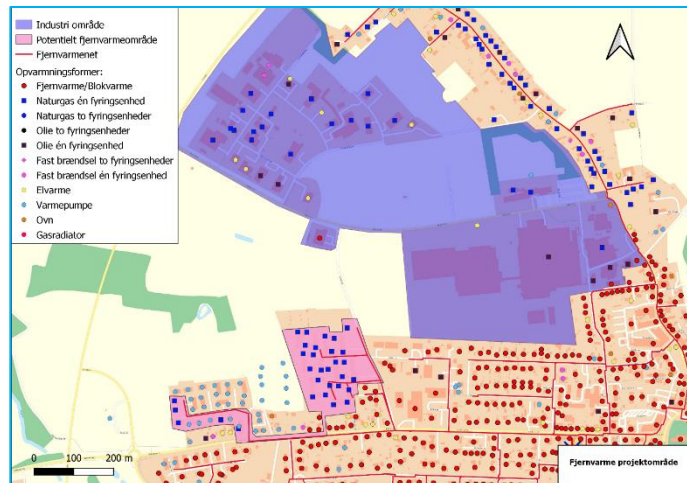 Industri område
Potentielt fjernvarmeområde
Fjernvarmenet
Opvarmningsformer:
Fjernvarme/Blokvarme
Naturgas én fyringsenhed
Naturgas to fyringsenheder
Olie to fyringsenheder
Olie én fyringsenhed
Fast brændsel to fyringsenheder
Fast brændsel én fyringsenhed
Elvarme
Varmepumpe
Ovn
Gasradiator
0 100 200 m
Fjernvarme projektområde